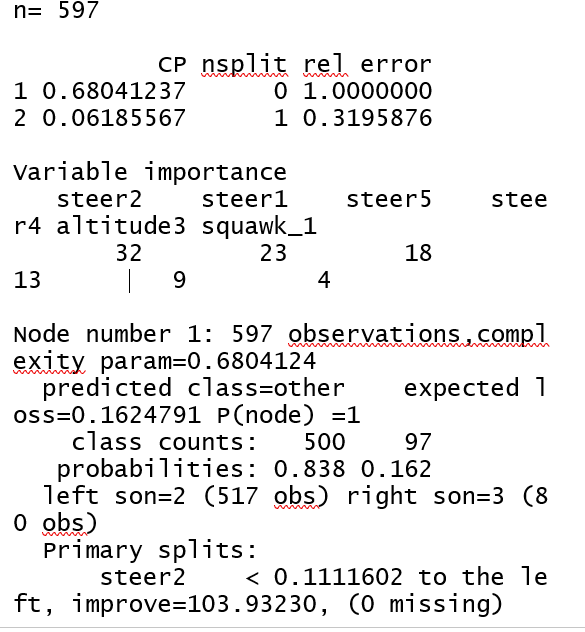 n= 597
CP nsplit rel error
1 0.68041237 0 1.0000000
2 0.06185567 1 0.3195876
Variable importance
steer2 steer1 steer5 stee
r4 altitude3 squawk_1
32 23 18
13 9 4
Node number 1: 597 observations,compl
exity param=0.6804124
predicted class=other expected l
oss=0.1624791 P(node) =1
class counts: 500 97
probabilities: 0.838 0.162
left son=2 (517 obs) right son=3 (8
0 obs)
Primary splits:
steer2 < 0.1111602 to the le
ft, improve=103.93230, (0 missing)